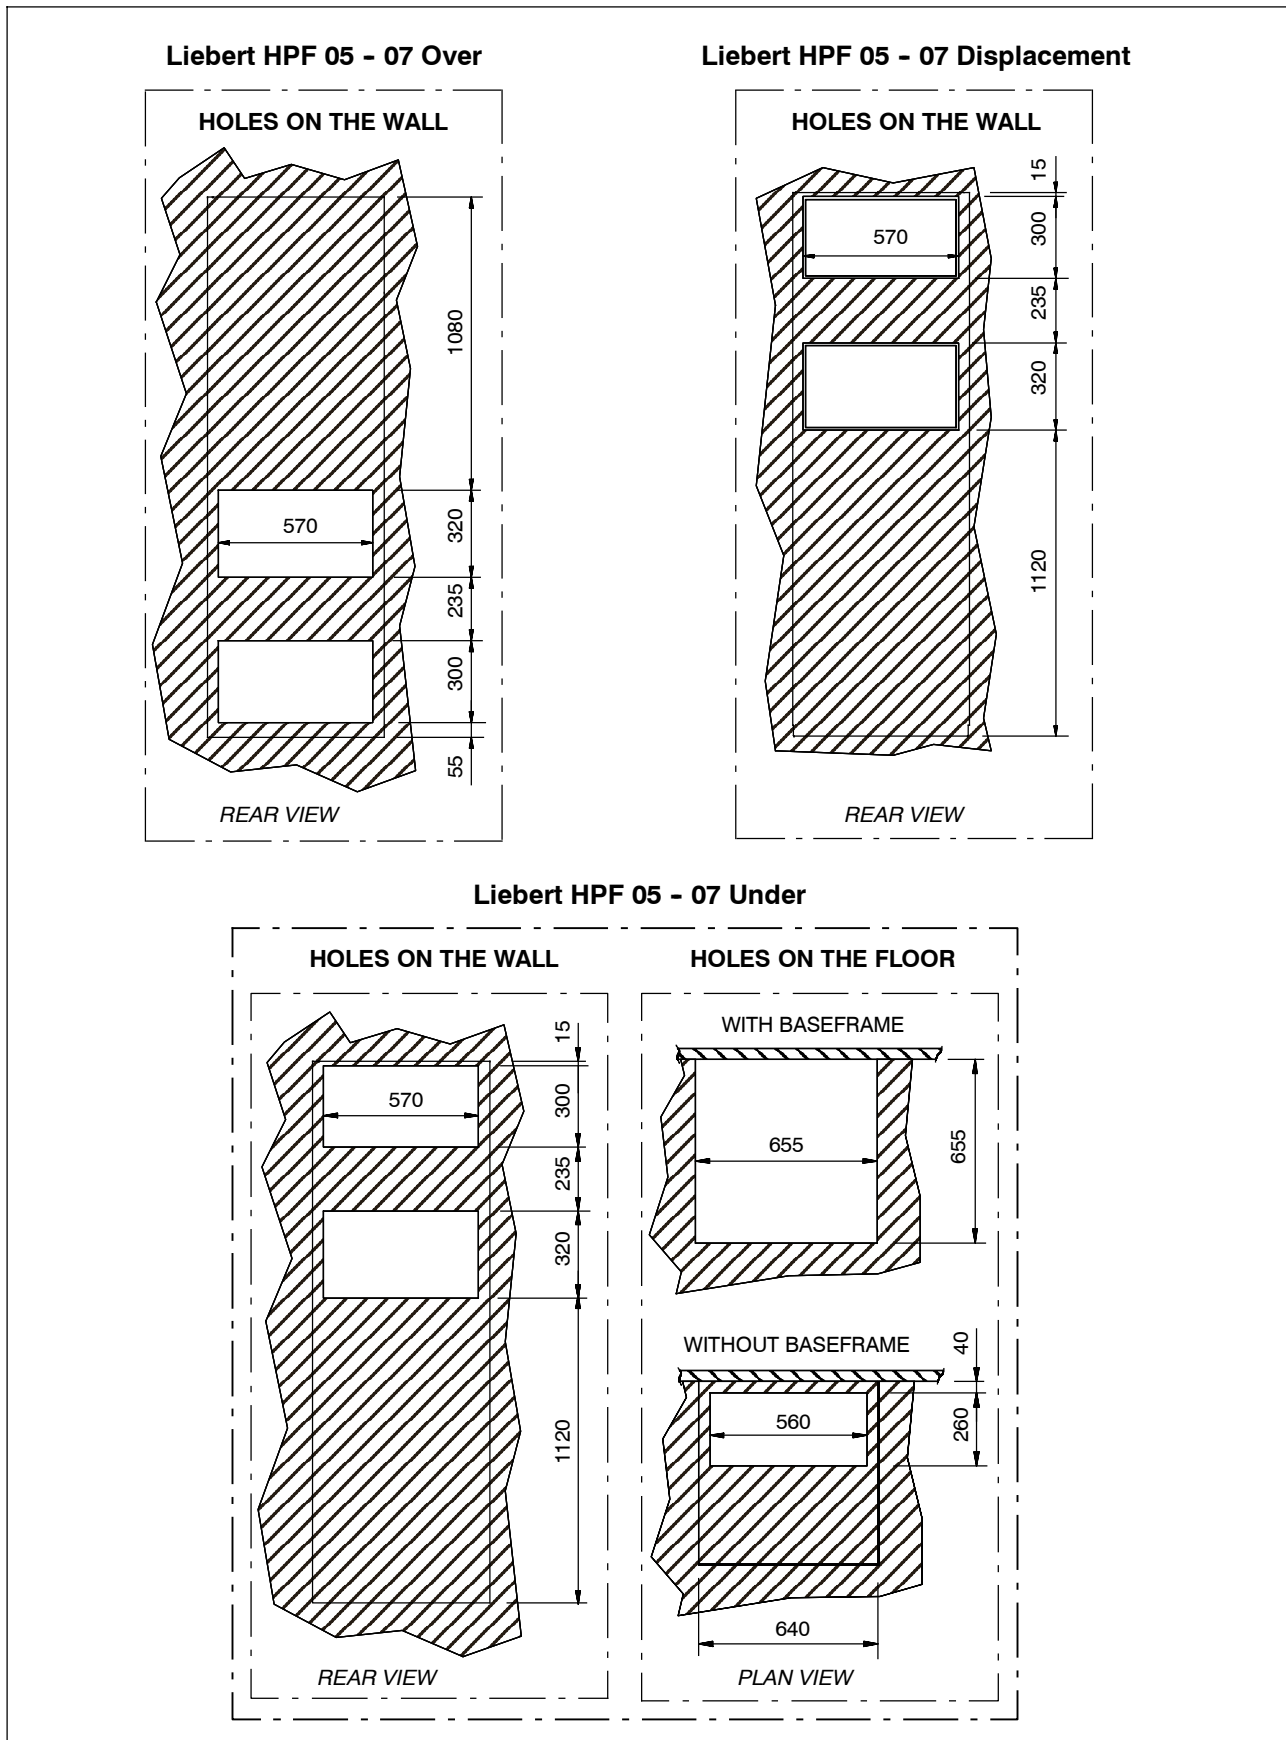 Liebert HPF 05 - 07 Over
HOLES ON THE WALL
1080
570
320
235
300
55
REAR VIEW
Liebert HPF 05 - 07 Displacement
HOLES ON THE WALL
15
570
300
235
320
1120
REAR VIEW
Liebert HPF 05 - 07 Under
HOLES ON THE WALL
15
570
300
235
320
1120
REAR VIEW
HOLES ON THE FLOOR
WITH BASEFRAME
655
655
WITHOUT BASEFRAME
40
560
260
640
PLAN VIEW